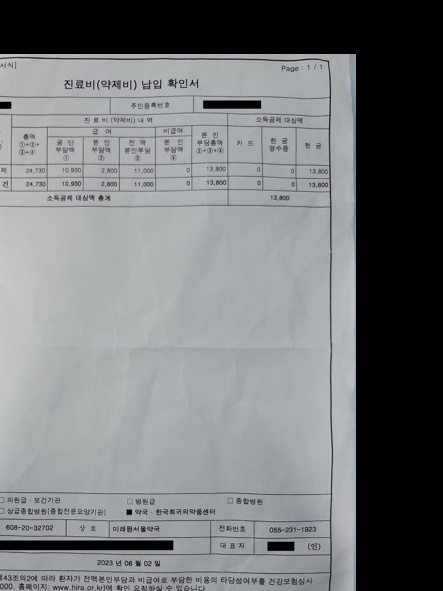 서식]
Page : 1 / 1
진료비(약제비) 납입 확인서
주민등록번호
진 료 비 (약제비) 내 역
소득공제 대상액
총액 ①+②+③+④
급 여
비급여
본 인 부담총액 ②+③+④
카 드
현 금 영수증
현 금
공 단 부담액 ①
본 인 부담액 ②
전 액 본인부담 ③
본 인 부담액 ④
제 24,730 10,930 2,800 11,000 0 13,800 0 0 13,800
건 24,730 10,930 2,800 11,000 0 13,800 0 0 13,800
소득공제 대상액 총계 13,800
□ 의원급 · 보건기관 □ 병원급 □ 종합병원
□ 상급종합병원(종합전문요양기관) ■ 약국 · 한국희귀의약품센터
608-20-32702 상 호 미래팜서울약국 전화번호 055-231-1923
대 표 자 (인)
2023 년 06 월 02 일
제43조의2에 따라 환자가 전액본인부담과 비급여로 부담한 비용의 타당성여부를 건강보험심사
000. 홈페이지: www.hira.or.kr)에 확인 요청하실 수 있습니다